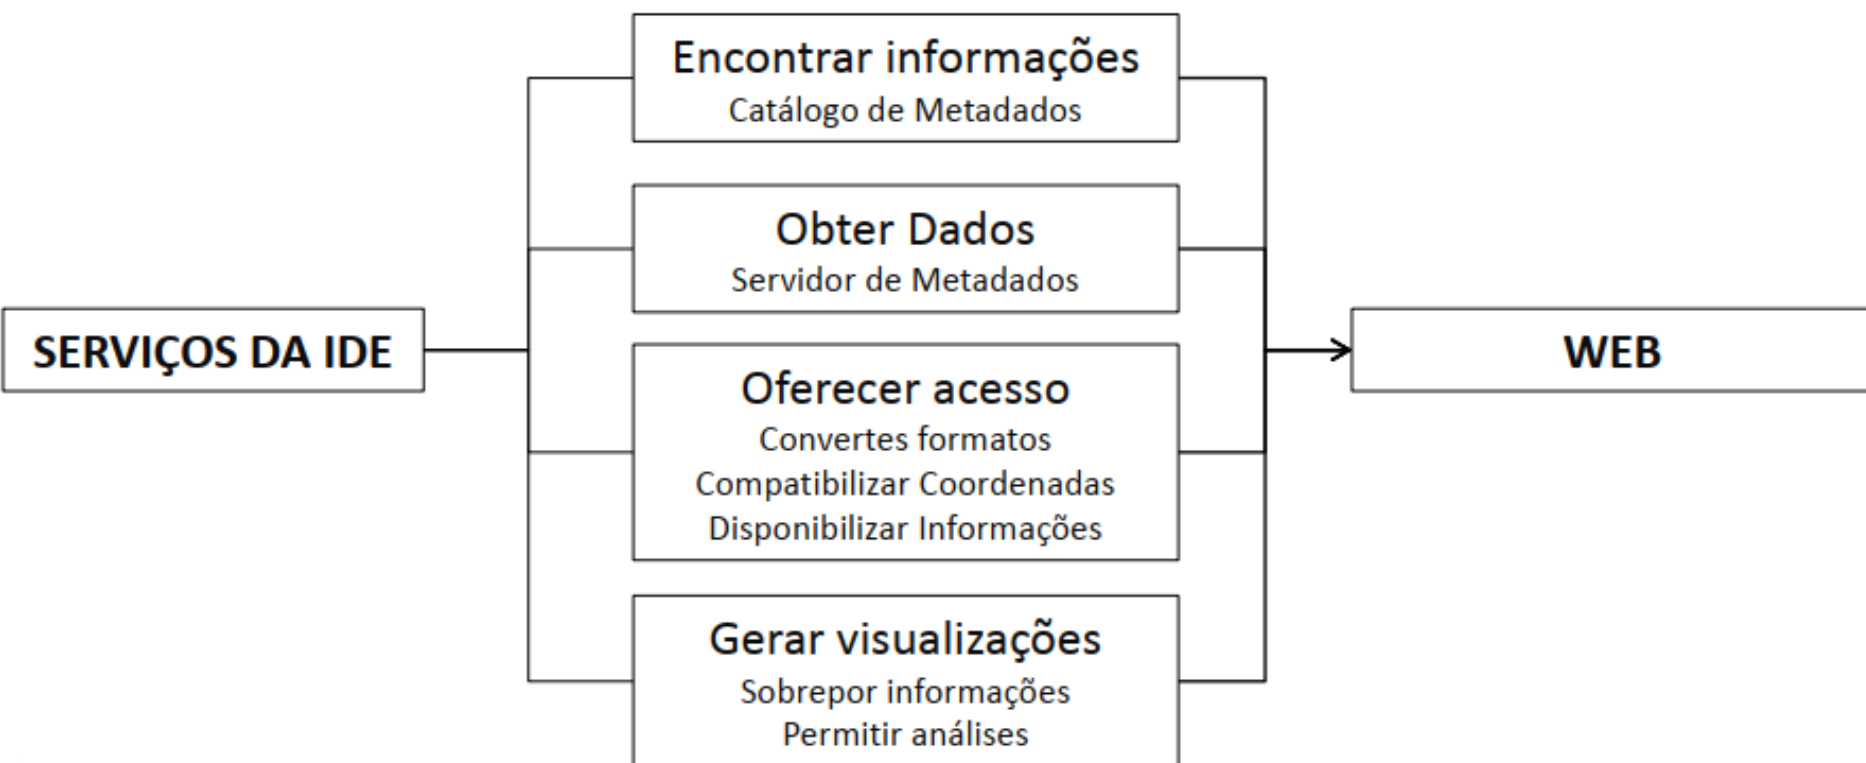 Encontrar informações
Catálogo de Metadados
Obter Dados
Servidor de Metadados
SERVIÇOS DA IDE
WEB
Oferecer acesso
Convertes formatos
Compatibilizar Coordenadas
Disponibilizar Informações
Gerar visualizações
Sobrepor informações
Permitir análises